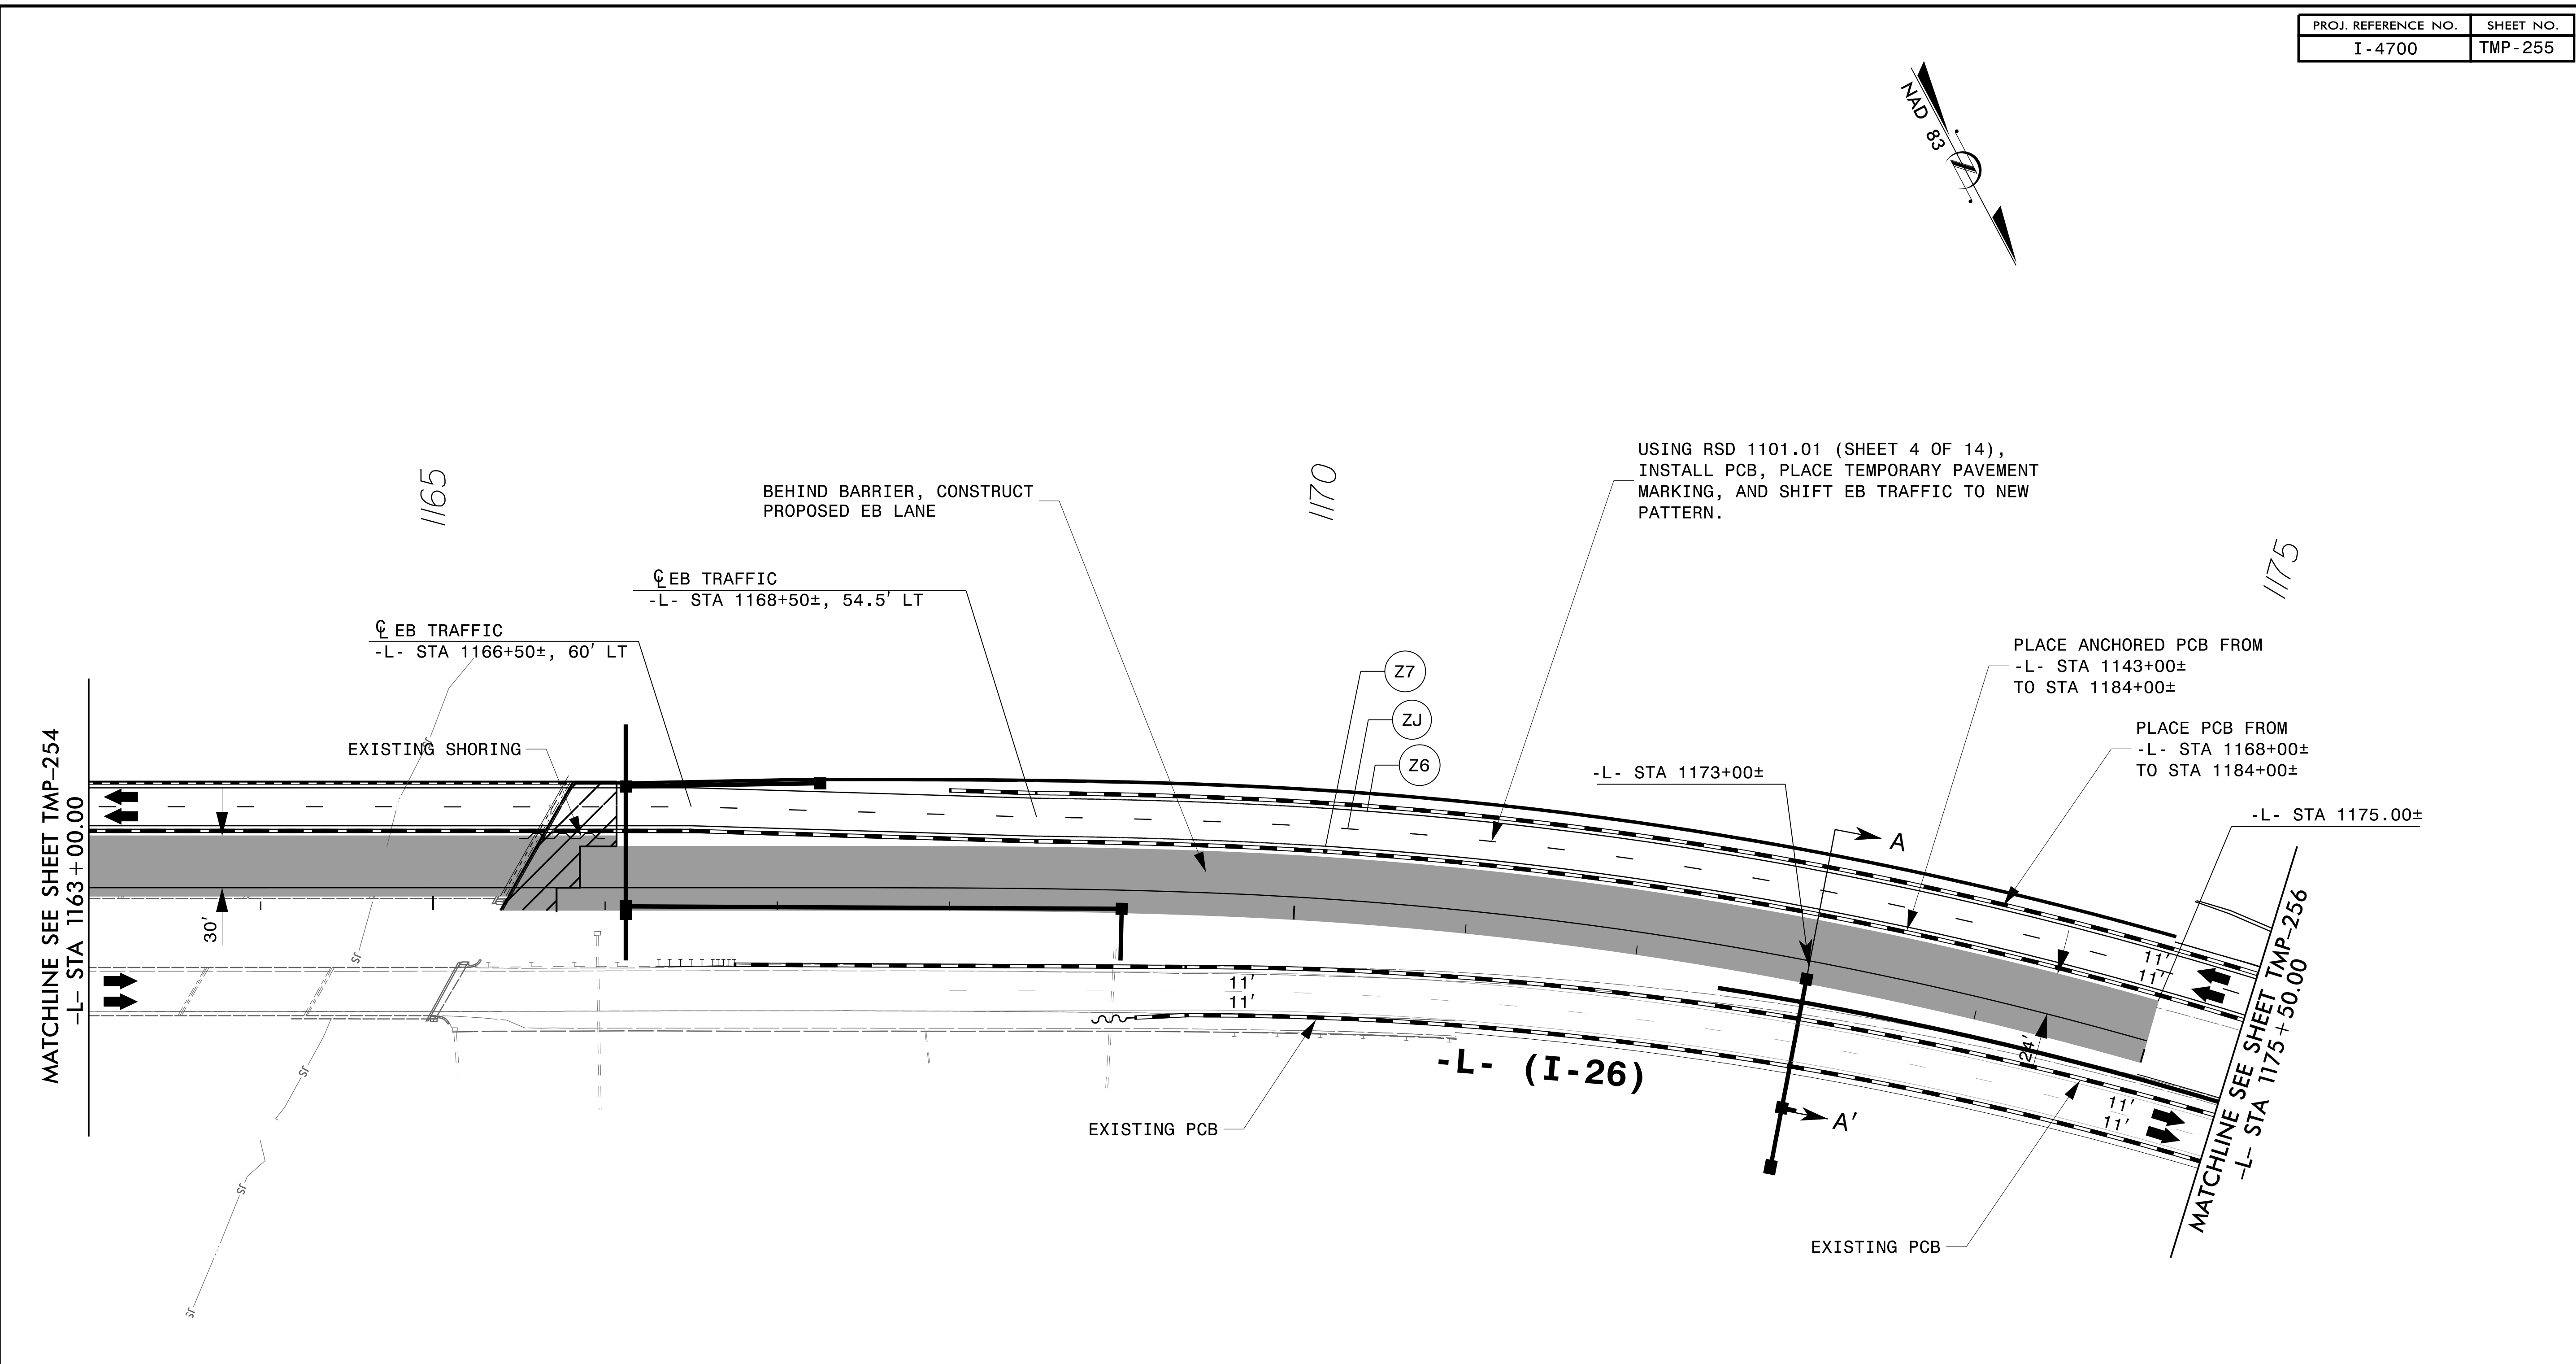 PROJ. REFERENCE NO.
SHEET NO.
I-4700
TMP-255
NAD 83
1165
1170
1175
BEHIND BARRIER, CONSTRUCT
PROPOSED EB LANE
USING RSD 1101.01 (SHEET 4 OF 14),
INSTALL PCB, PLACE TEMPORARY PAVEMENT
MARKING, AND SHIFT EB TRAFFIC TO NEW
PATTERN.
℄ EB TRAFFIC
-L- STA 1168+50±, 54.5' LT
℄ EB TRAFFIC
-L- STA 1166+50±, 60' LT
Z7
ZJ
Z6
PLACE ANCHORED PCB FROM
-L- STA 1143+00±
TO STA 1184+00±
PLACE PCB FROM
-L- STA 1168+00±
TO STA 1184+00±
EXISTING SHORING
-L- STA 1173+00±
-L- STA 1175.00±
A
MATCHLINE SEE SHEET TMP-254
-L- STA 1163+00.00
30'
11'
11'
11'
11'
24'
11'
11'
A'
-L- (I-26)
EXISTING PCB
EXISTING PCB
MATCHLINE SEE SHEET TMP-256
-L- STA 1175+50.00
JS
JS
JS
JS
JS